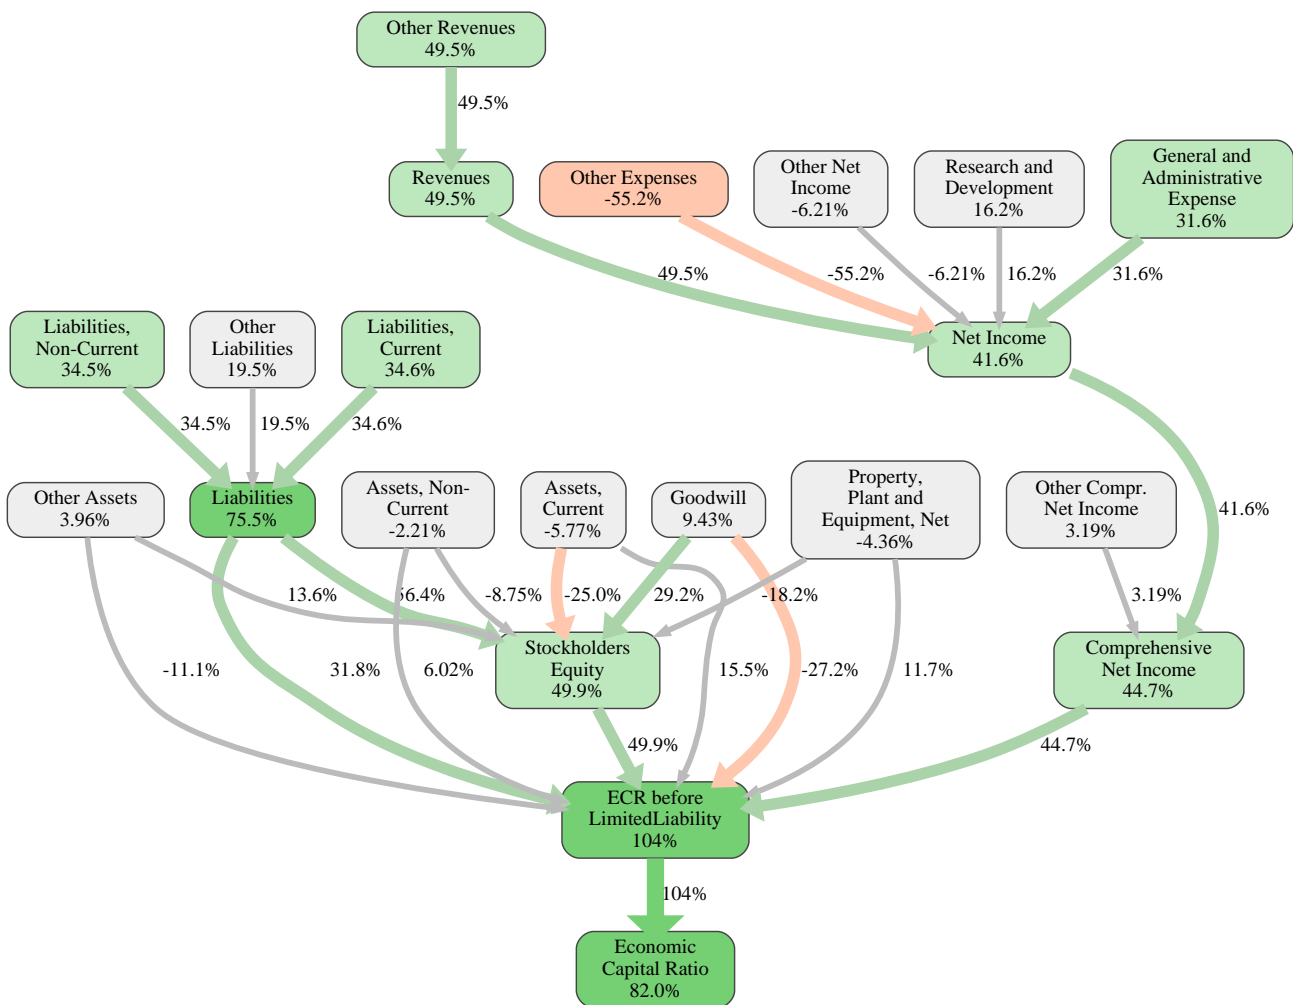 Other Revenues
49.5%
49.5%
Revenues
49.5%
Other Expenses
-55.2%
Other Net
Income
-6.21%
Research and
Development
16.2%
General and
Administrative
Expense
31.6%
49.5%
-55.2%
-6.21%
16.2%
31.6%
Liabilities,
Non-Current
34.5%
Other
Liabilities
19.5%
Liabilities,
Current
34.6%
Net Income
41.6%
34.5%
19.5%
34.6%
Other Assets
3.96%
Liabilities
75.5%
Assets, Non-
Current
-2.21%
Assets,
Current
-5.77%
Goodwill
9.43%
Property,
Plant and
Equipment, Net
-4.36%
Other Compr.
Net Income
3.19%
41.6%
13.6%
56.4%
-8.75%
-25.0%
29.2%
-18.2%
3.19%
Stockholders
Equity
49.9%
Comprehensive
Net Income
44.7%
-11.1%
31.8%
6.02%
15.5%
-27.2%
11.7%
49.9%
44.7%
ECR before
LimitedLiability
104%
104%
Economic
Capital Ratio
82.0%